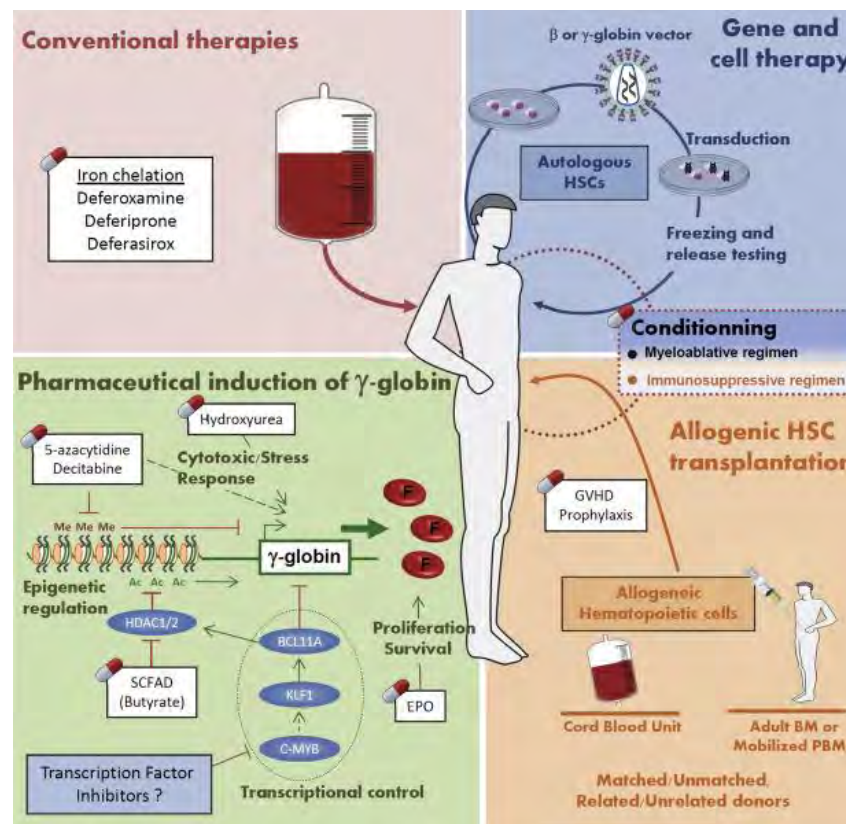 Conventional therapies
Iron chelation
Deferoxamine
Deferiprone
Deferasirox
Gene and
cell therapy
β or γ-globin vector
Transduction
Autologous
HSCs
Freezing and
release testing
Conditionning
• Myeloablative regimen
• Immunosuppressive regimen
Pharmaceutical induction of γ-globin
Hydroxyurea
5-azacytidine
Decitabine
Cytotoxic/Stress
Response
Me Me Me
γ-globin
F
F
F
Epigenetic
regulation
Ac Ac Ac
HDAC1/2
BCL11A
Proliferation
Survival
SCFAD
(Butyrate)
KLF1
EPO
C-MYB
Transcription Factor
Inhibitors ?
Transcriptional control
Allogenic HSC
transplantation
GVHD
Prophylaxis
Allogeneic
Hematopoietic cells
Cord Blood Unit
Adult BM or
Mobilized PBM
Matched/Unmatched,
Related/Unrelated donors